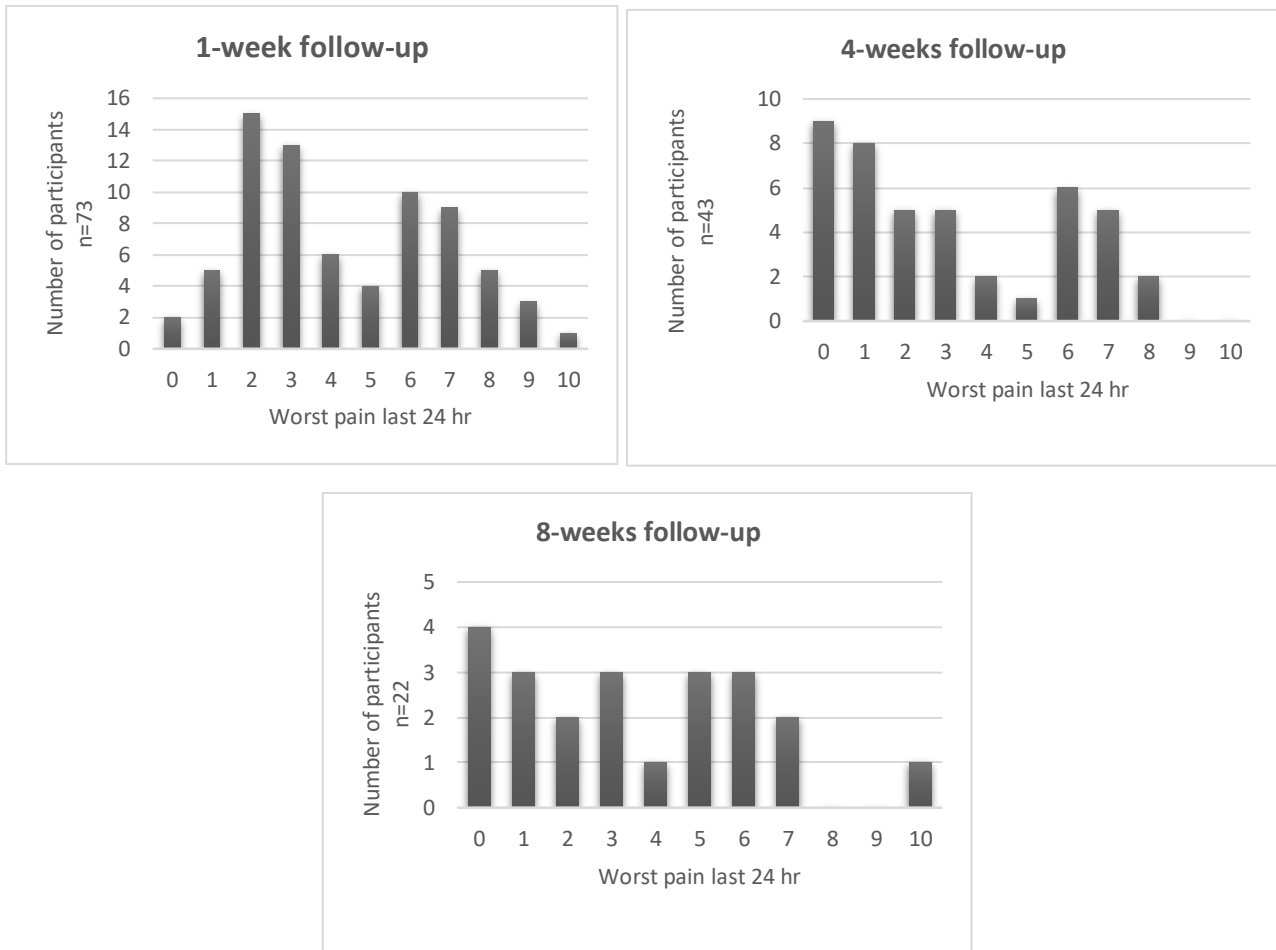 1-week follow-up
Number of participants
n=73
16
14
12
10
8
6
4
2
0
0 1 2 3 4 5 6 7 8 9 10
Worst pain last 24 hr
4-weeks follow-up
Number of participants
n=43
10
8
6
4
2
0
0 1 2 3 4 5 6 7 8 9 10
Worst pain last 24 hr
8-weeks follow-up
Number of participants
n=22
5
4
3
2
1
0
0 1 2 3 4 5 6 7 8 9 10
Worst pain last 24 hr